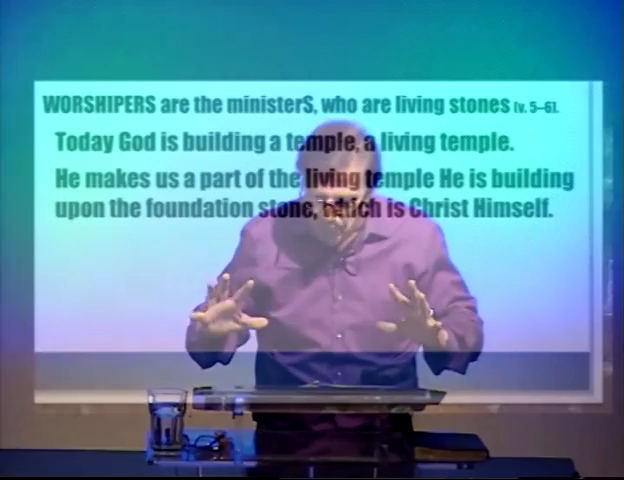 WORSHIPERS are the ministerS, who are living stones (v. 5–6).
Today God is building a temple, a living temple.
He makes us a part of the living temple He is building
upon the foundation stone, which is Christ Himself.